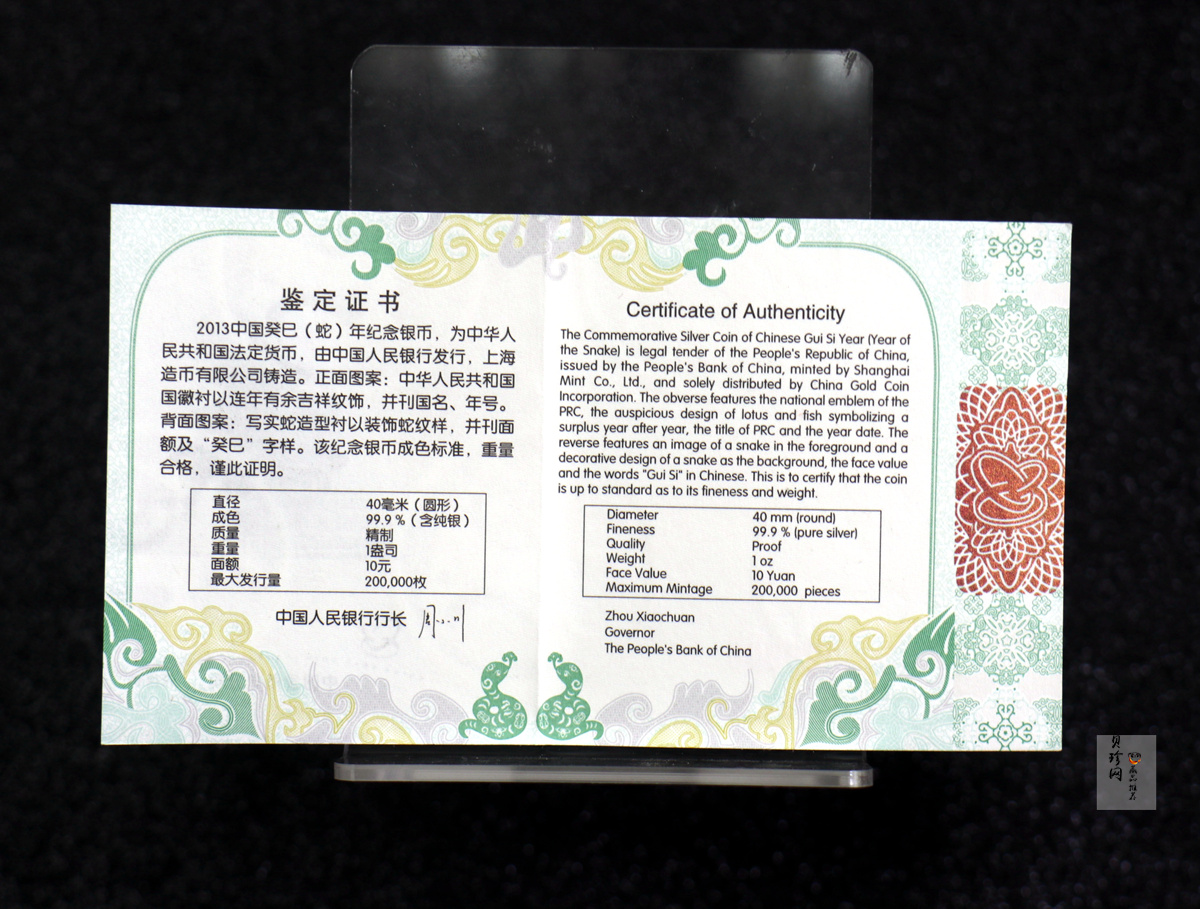 鉴定证书
2013中国癸巳（蛇）年纪念银币，为中华人
民共和国法定货币，由中国人民银行发行，上海
造币有限公司铸造。正面图案：中华人民共和国
国徽衬以连年有余吉祥纹饰，并刊国名、年号。
背面图案：写实蛇造型衬以装饰蛇纹样，并刊面
额及“癸巳”字样。该纪念银币成色标准，重量
合格，谨此证明。
直径 40毫米（圆形）
成色 99.9％（含纯银）
质量 精制
重量 1盎司
面额 10元
最大发行量 200,000枚
中国人民银行行长
Certificate of Authenticity
The Commemorative Silver Coin of Chinese Gui Si Year (Year of
the Snake) is legal tender of the People's Republic of China,
issued by the People's Bank of China, minted by Shanghai
Mint Co., Ltd., and solely distributed by China Gold Coin
Incorporation. The obverse features the national emblem of the
PRC, the auspicious design of lotus and fish symbolizing a
surplus year after year, the title of PRC and the year date. The
reverse features an image of a snake in the foreground and a
decorative design of a snake as the background, the face value
and the words "Gui Si" in Chinese. This is to certify that the coin
is up to standard as to its fineness and weight.
Diameter 40 mm (round)
Fineness 99.9 % (pure silver)
Quality Proof
Weight 1 oz
Face Value 10 Yuan
Maximum Mintage 200,000 pieces
Zhou Xiaochuan
Governor
The People's Bank of China
贝珍网